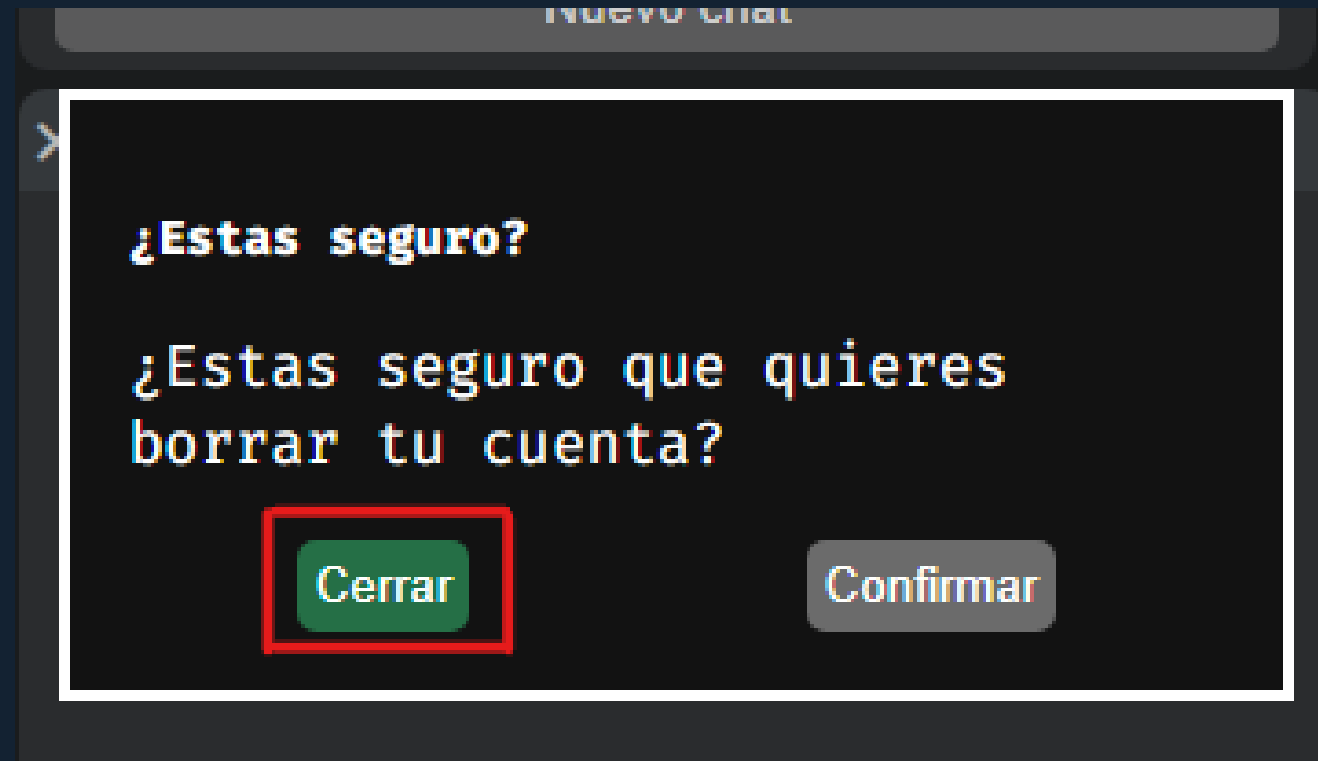 Nuevo chat
¿Estas seguro?
¿Estas seguro que quieres
borrar tu cuenta?
Cerrar
Confirmar